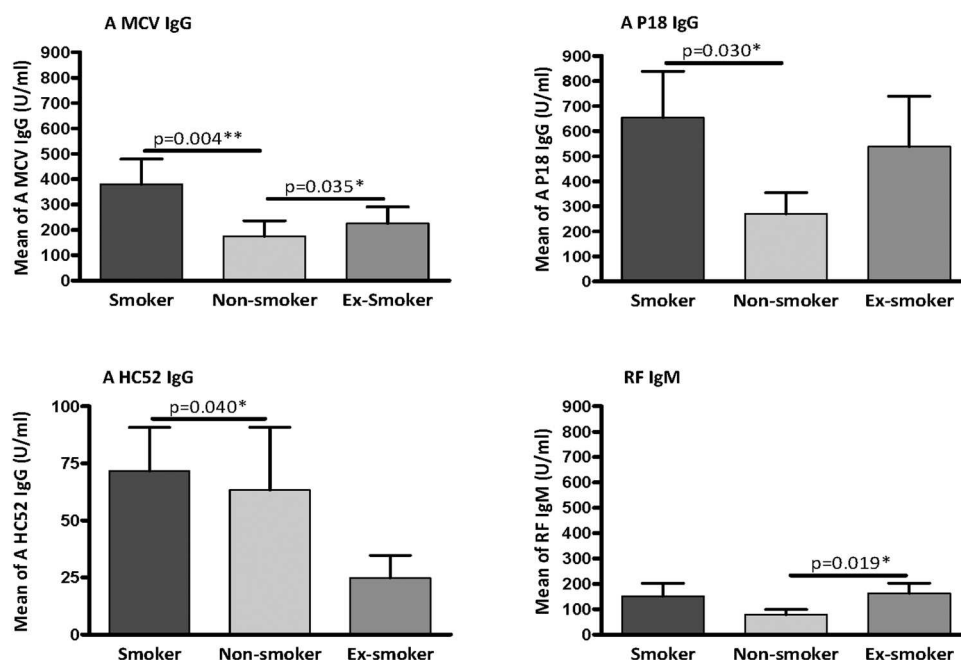 A MCV IgG
Mean of A MCV IgG (U/ml)
900
800
700
600
500
400
300
200
100
0
p=0.004**
p=0.035*
Smoker Non-smoker Ex-Smoker
A P18 IgG
Mean of A P18 IgG (U/ml)
900
800
700
600
500
400
300
200
100
0
p=0.030*
Smoker Non-smoker Ex-smoker
A HC52 IgG
Mean of A HC52 IgG (U/ml)
100
75
50
25
0
p=0.040*
Smoker Non-smoker Ex-smoker
RF IgM
Mean of RF IgM (U/ml)
900
800
700
600
500
400
300
200
100
0
p=0.019*
Smoker Non-smoker Ex-smoker